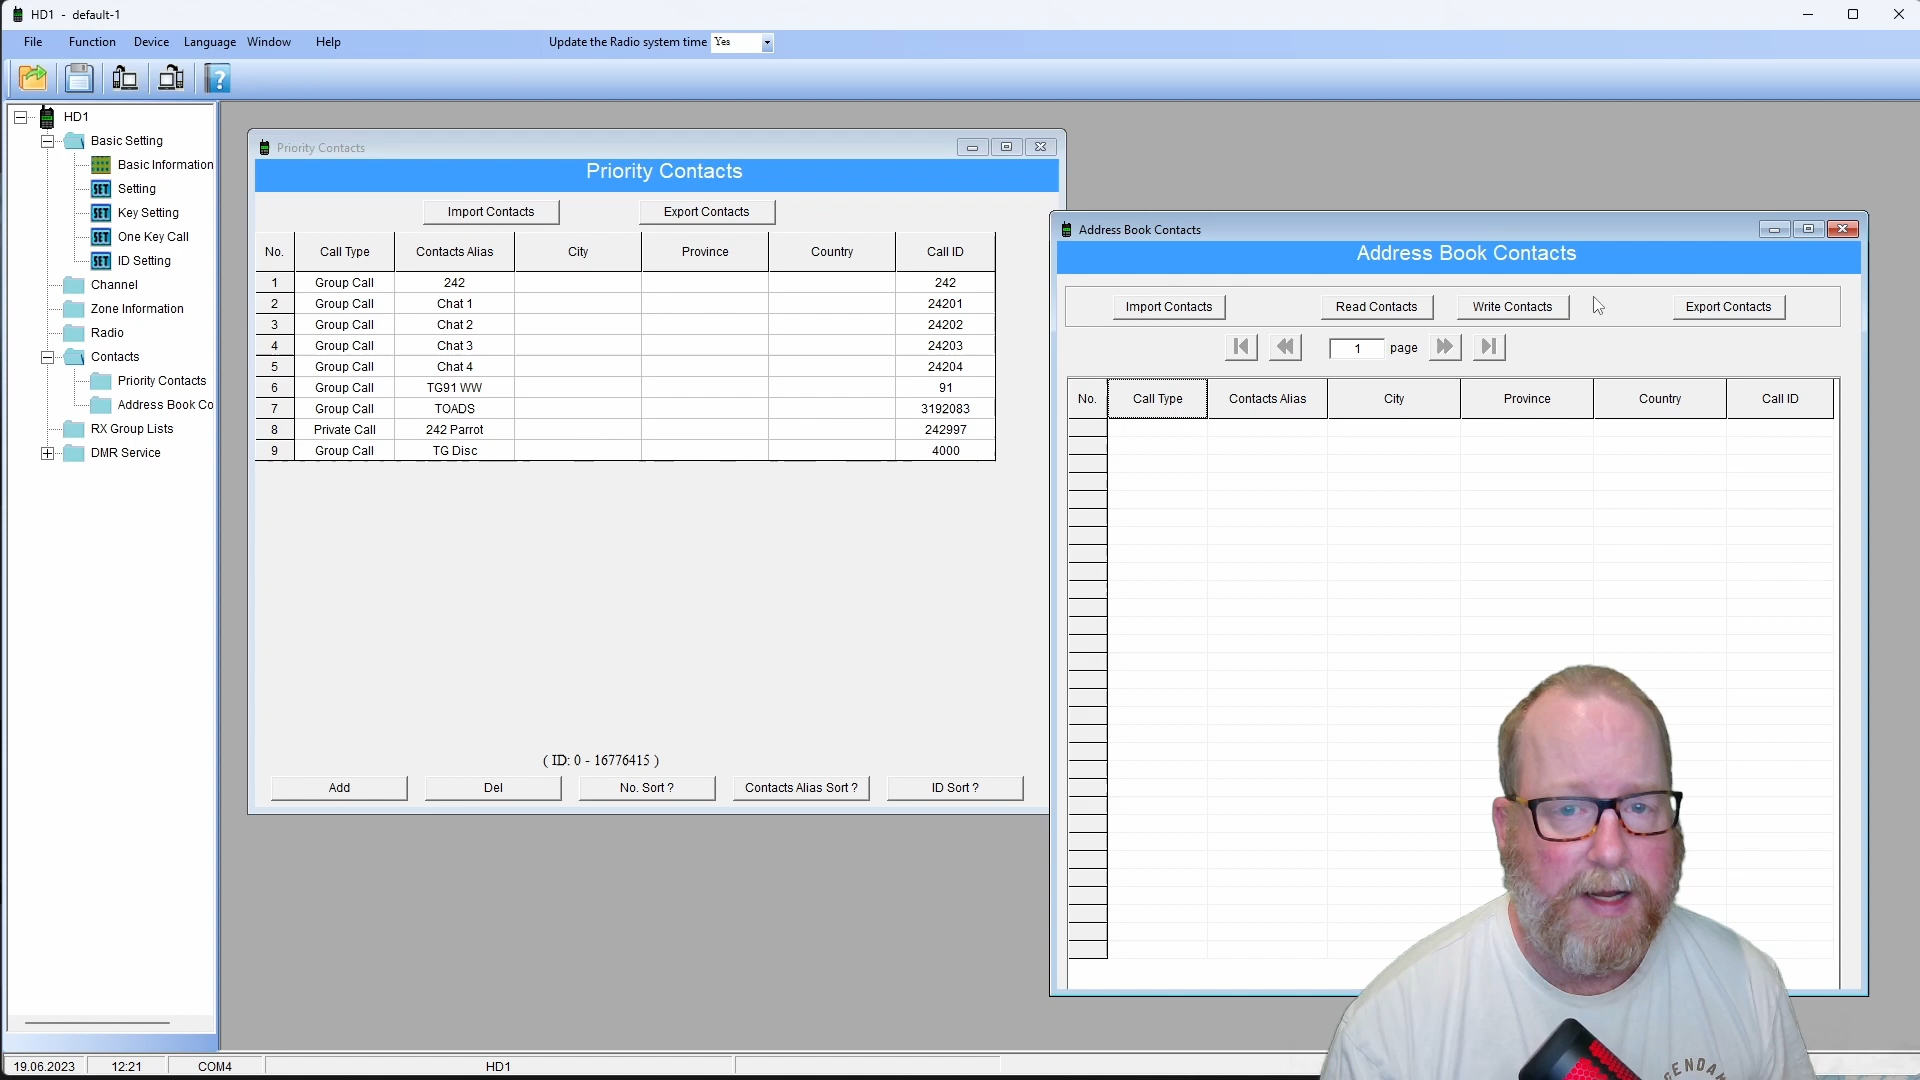 HD1 - default-1
File Function Device Language Window Help Update the Radio system time Yes
HD1
Basic Setting
Basic Information
Setting
Key Setting
One Key Call
ID Setting
Channel
Zone Information
Radio
Contacts
Priority Contacts
Address Book Co
RX Group Lists
DMR Service
Priority Contacts
Priority Contacts
Import Contacts Export Contacts
No. Call Type Contacts Alias City Province Country Call ID
1 Group Call 242 242
2 Group Call Chat 1 24201
3 Group Call Chat 2 24202
4 Group Call Chat 3 24203
5 Group Call Chat 4 24204
6 Group Call TG91 WW 91
7 Group Call TOADS 3192083
8 Private Call 242 Parrot 242997
9 Group Call TG Disc 4000
( ID: 0 - 16776415 )
Add Del No. Sort ? Contacts Alias Sort ? ID Sort ?
Address Book Contacts
Address Book Contacts
Import Contacts Read Contacts Write Contacts Export Contacts
1 page
No. Call Type Contacts Alias City Province Country Call ID
19.06.2023 12:21 COM4 HD1